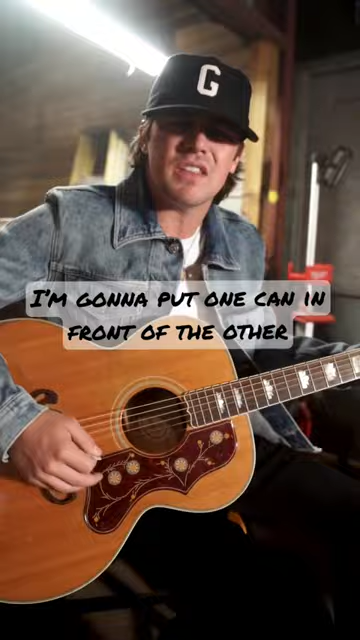 G
I'M GONNA PUT ONE CAN IN
FRONT OF THE OTHER